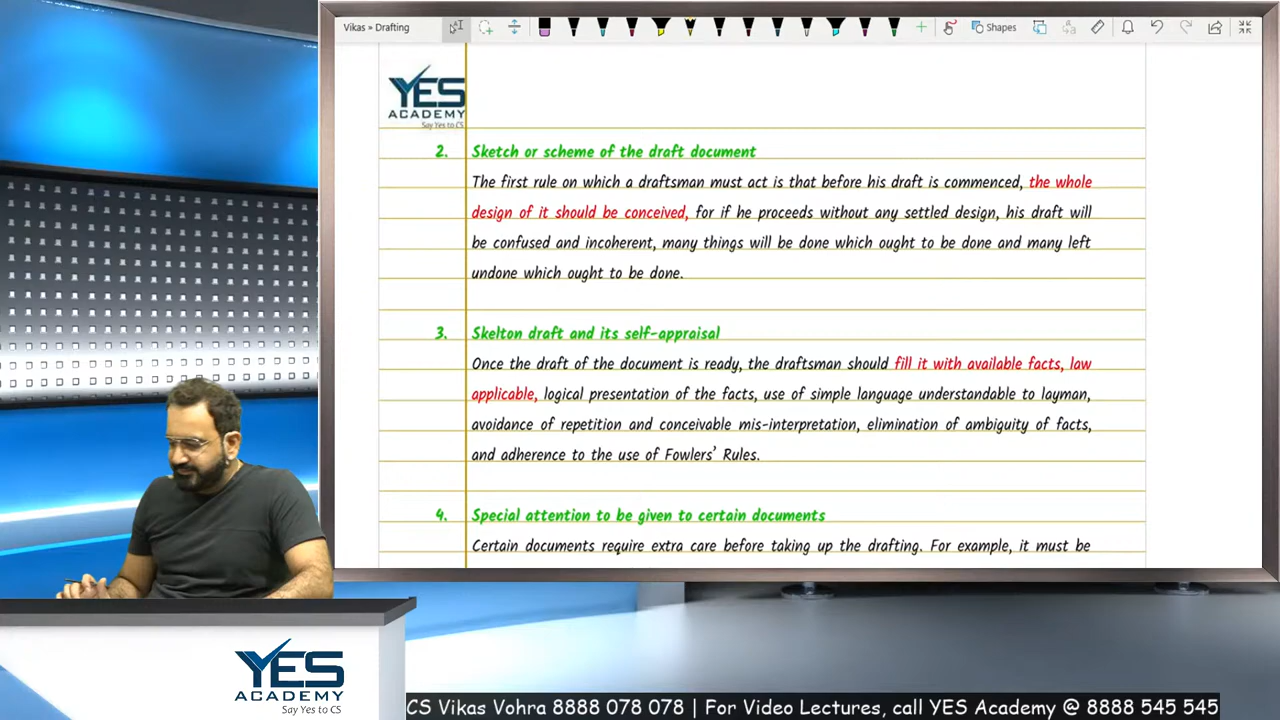 Vikas » Drafting
Shapes
YES
ACADEMY
Say Yes to CS
2. Sketch or scheme of the draft document
The first rule on which a draftsman must act is that before his draft is commenced, the whole
design of it should be conceived, for if he proceeds without any settled design, his draft will
be confused and incoherent, many things will be done which ought to be done and many left
undone which ought to be done.
3. Skelton draft and its self-appraisal
Once the draft of the document is ready, the draftsman should fill it with available facts, law
applicable, logical presentation of the facts, use of simple language understandable to layman,
avoidance of repetition and conceivable mis-interpretation, elimination of ambiguity of facts,
and adherence to the use of Fowlers' Rules.
4. Special attention to be given to certain documents
Certain documents require extra care before taking up the drafting. For example, it must be
YES
ACADEMY
Say Yes to CS
CS Vikas Vohra 8888 078 078 | For Video Lectures, call YES Academy @ 8888 545 545